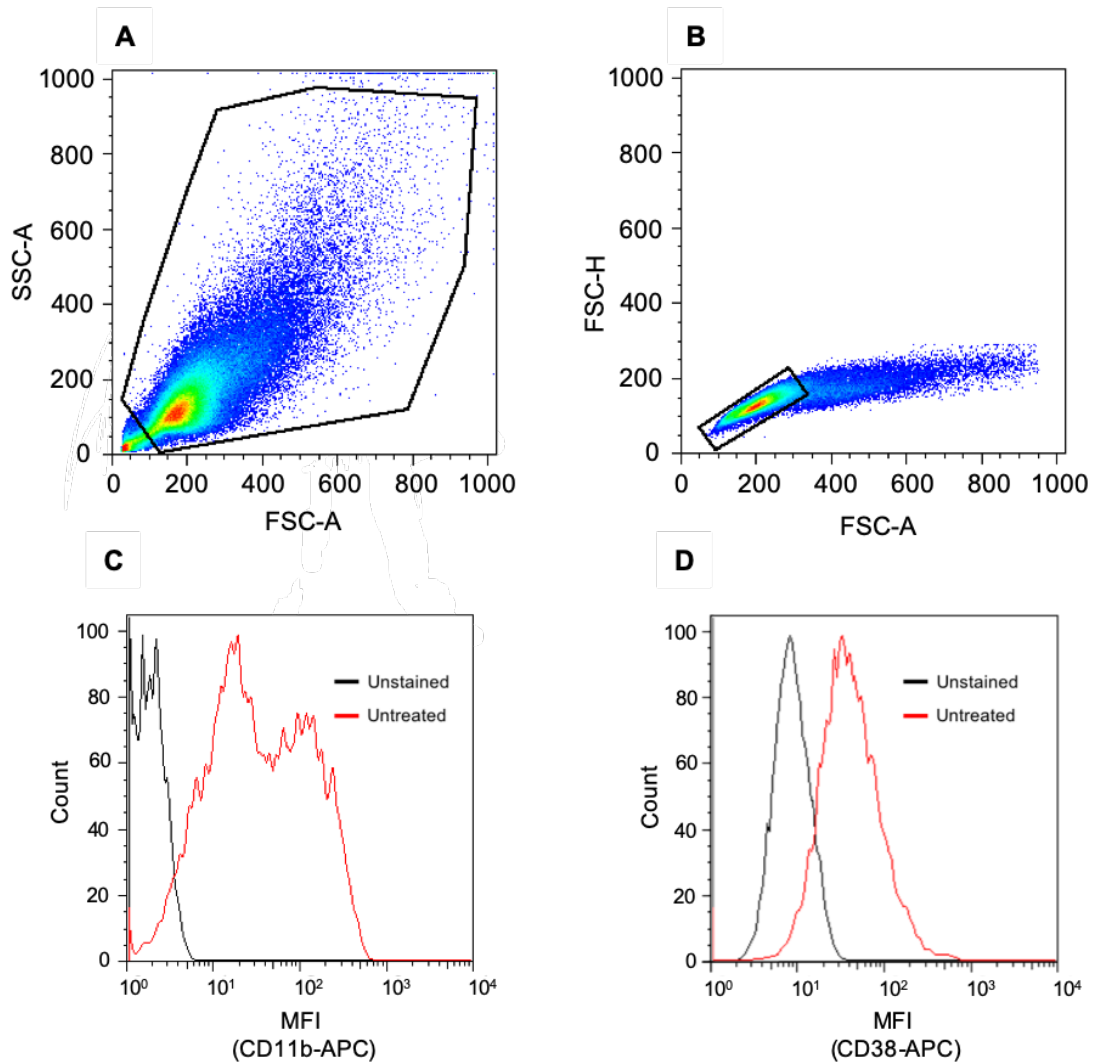 A
B
1000
800
600
400
200
0
SSC-A
0 200 400 600 800 1000
FSC-A
1000
800
600
400
200
0
FSC-H
0 200 400 600 800 1000
FSC-A
C
D
100
80
60
40
20
0
Count
Unstained
Untreated
10⁰ 10¹ 10² 10³ 10⁴
MFI
(CD11b-APC)
100
80
60
40
20
0
Count
Unstained
Untreated
10⁰ 10¹ 10² 10³ 10⁴
MFI
(CD38-APC)